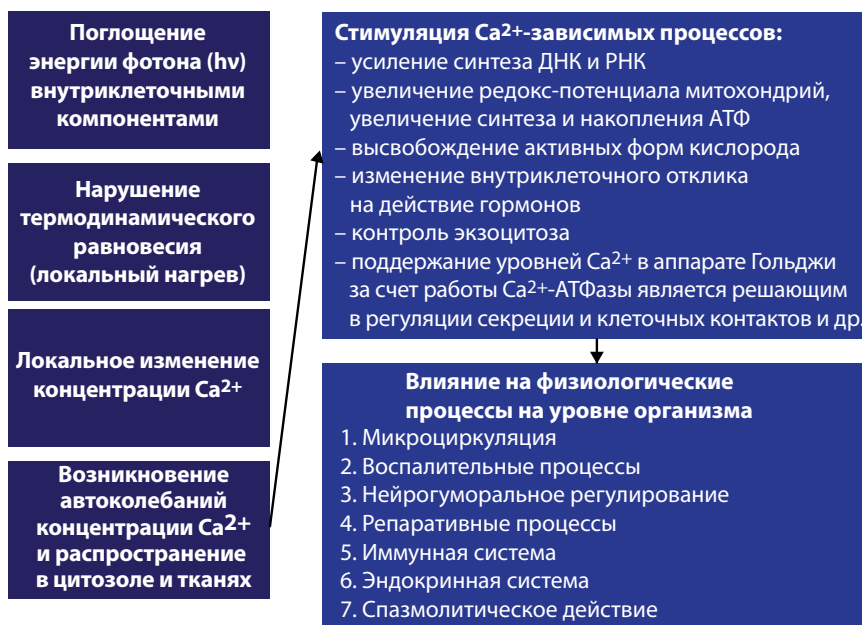 Поглощение
энергии фотона (hν)
внутриклеточными
компонентами
Нарушение
термодинамического
равновесия
(локальный нагрев)
Локальное изменение
концентрации Ca²⁺
Возникновение
автоколебаний
концентрации Ca²⁺
и распространение
в цитозоле и тканях
Стимуляция Ca²⁺-зависимых процессов:
– усиление синтеза ДНК и РНК
– увеличение редокс-потенциала митохондрий,
увеличение синтеза и накопления АТФ
– высвобождение активных форм кислорода
– изменение внутриклеточного отклика
на действие гормонов
– контроль экзоцитоза
– поддержание уровней Ca²⁺ в аппарате Гольджи
за счет работы Ca²⁺-АТФазы является решающим
в регуляции секреции и клеточных контактов и др.
Влияние на физиологические
процессы на уровне организма
1. Микроциркуляция
2. Воспалительные процессы
3. Нейрогуморальное регулирование
4. Репаративные процессы
5. Иммунная система
6. Эндокринная система
7. Спазмолитическое действие